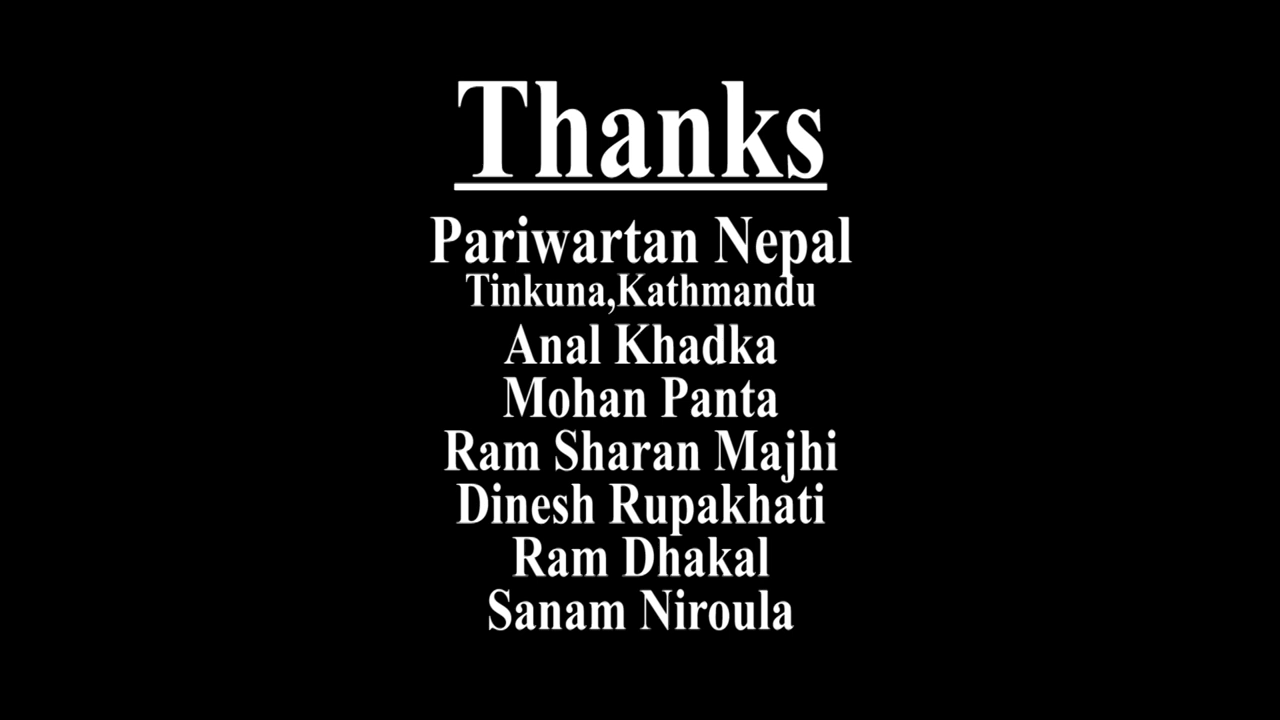 Thanks
Pariwartan Nepal
Tinkuna,Kathmandu
Anal Khadka
Mohan Panta
Ram Sharan Majhi
Dinesh Rupakhati
Ram Dhakal
Sanam Niroula